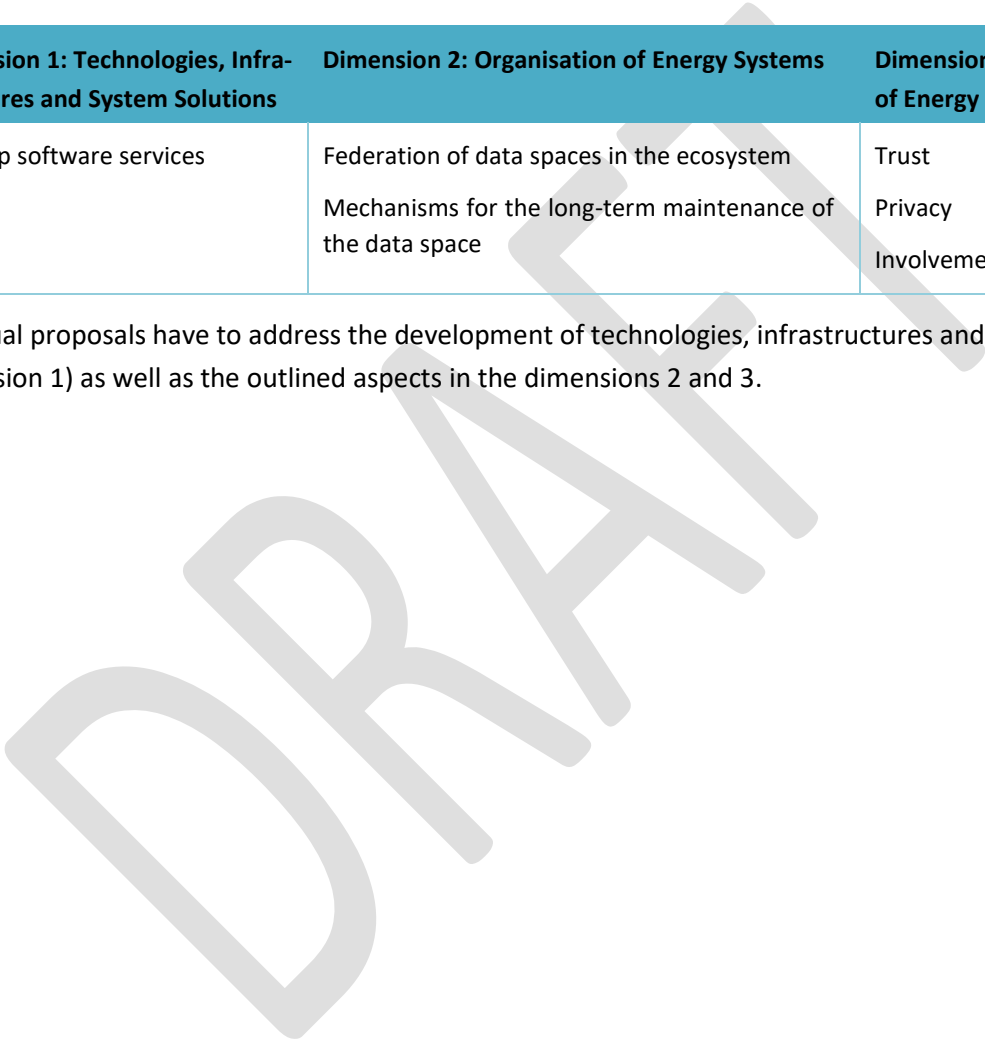 sion 1: Technologies, Infra-
res and System Solutions
Dimension 2: Organisation of Energy Systems
Dimension
of Energy
p software services
Federation of data spaces in the ecosystem
Mechanisms for the long-term maintenance of
the data space
Trust
Privacy
Involveme
ual proposals have to address the development of technologies, infrastructures and
sion 1) as well as the outlined aspects in the dimensions 2 and 3.
DRAFT